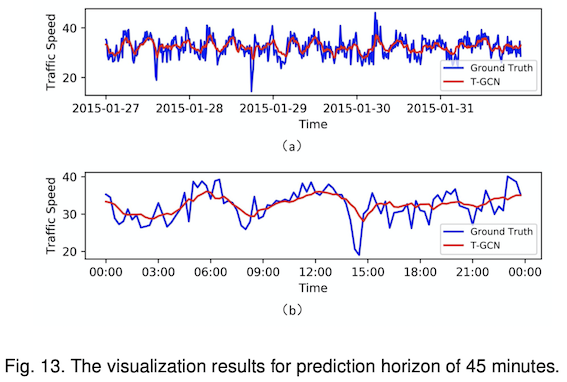 Traffic Speed
40
20
2015-01-27 2015-01-28 2015-01-29 2015-01-30 2015-01-31
Time
Ground Truth
T-GCN
(a)
Traffic Speed
40
30
20
00:00 03:00 06:00 09:00 12:00 15:00 18:00 21:00 00:00
Time
Ground Truth
T-GCN
(b)
Fig. 13. The visualization results for prediction horizon of 45 minutes.